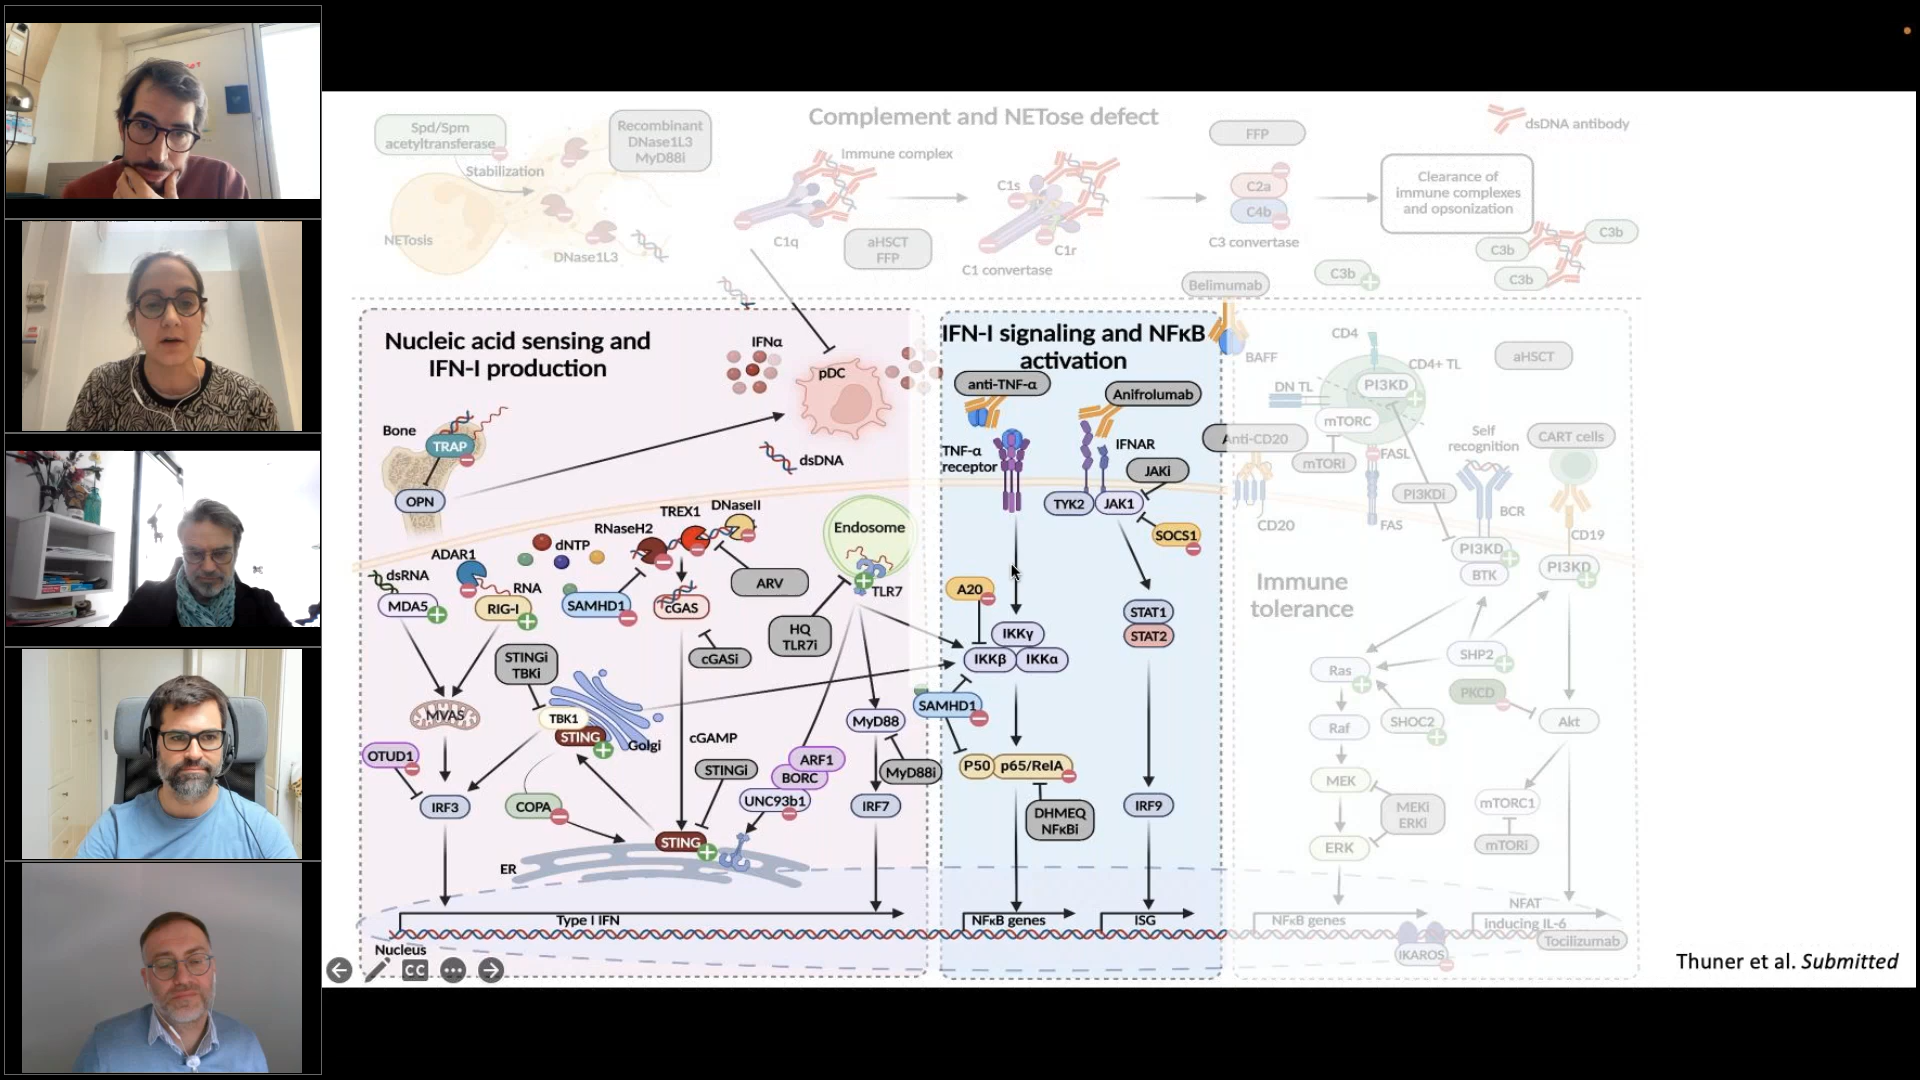 Complement and NETose defect
Spd/Spm
acetyltransferase
Stabilization
NETosis
DNase1L3
Recombinant
DNase1L3
MyD88i
Immune complex
C1q
aHSCT
FFP
C1s
C1r
C1 convertase
FFP
C2a
C4b
C3 convertase
Clearance of
immune complexes
and opsonization
dsDNA antibody
C3b
C3b
C3b
C3b
Nucleic acid sensing and
IFN-I production
IFNα
pDC
dsDNA
Bone
TRAP
OPN
ADAR1
dsRNA
MDA5
RNA
RIG-I
dNTP
RNaseH2
TREX1
DNaseII
SAMHD1
cGAS
ARV
Endosome
TLR7
HQ
TLR7i
cGASi
STINGi
TBKi
MVAS
TBK1
STING
Golgi
cGAMP
OTUD1
IRF3
COPA
STINGi
STING
ER
ARF1
BORC
UNC93b1
MyD88
MyD88i
IRF7
Type I IFN
Nucleus
CC
IFN-I signaling and NFκB
activation
anti-TNF-α
Anifrolumab
TNF-α
receptor
IFNAR
JAKi
TYK2
JAK1
SOCS1
A20
IKKγ
IKKβ
IKKα
STAT1
STAT2
SAMHD1
P50
p65/RelA
DHMEQ
NFκBi
IRF9
NFκB genes
ISG
Belimumab
BAFF
CD4
CD4+ TL
DN TL
PI3KD
mTORC
mTORi
aHSCT
Anti-CD20
CD20
FASL
FAS
PI3KDi
Self
recognition
BCR
CART cells
CD19
PI3KD
BTK
PI3KD
Immune
tolerance
Ras
SHP2
PKCD
Raf
SHOC2
Akt
MEK
MEKi
ERKi
ERK
mTORC1
mTORi
NFκB genes
IKAROS
NFAT
inducing IL-6
Tocilizumab
Thuner et al. Submitted